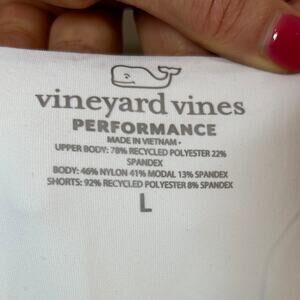 vineyard vines
PERFORMANCE
MADE IN VIETNAM •
UPPER BODY: 78% RECYCLED POLYESTER 22%
SPANDEX
BODY: 46% NYLON 41% MODAL 13% SPANDEX
SHORTS: 92% RECYCLED POLYESTER 8% SPANDEX
L